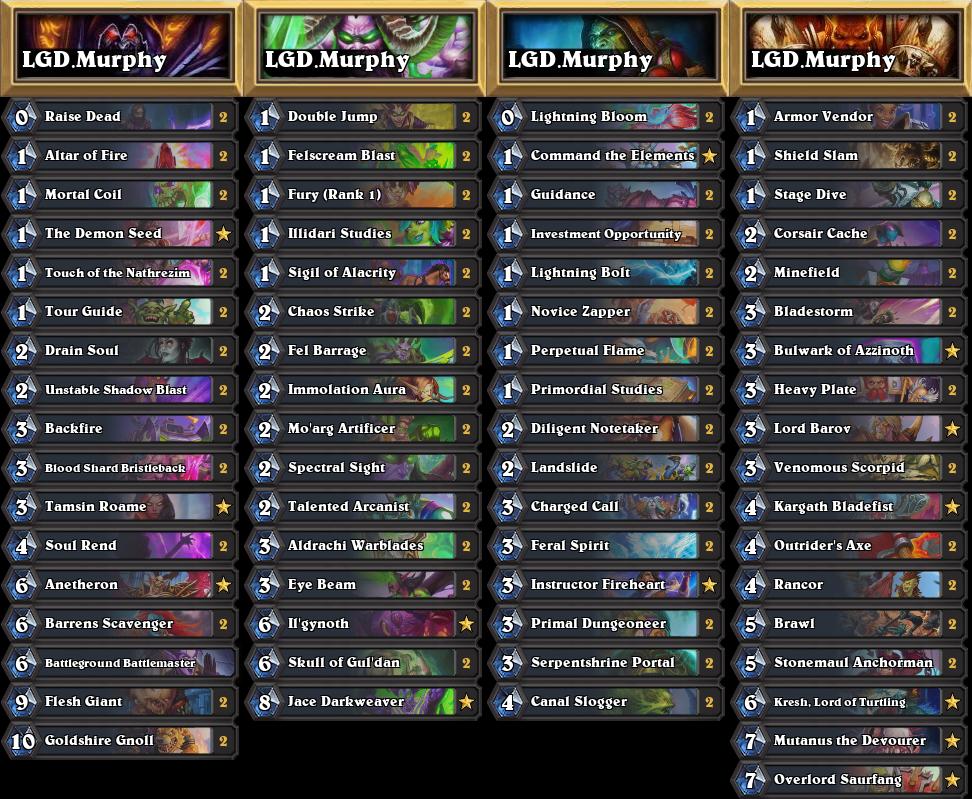 LGD.Murphy
0 Raise Dead 2
1 Altar of Fire 2
1 Mortal Coil 2
1 The Demon Seed
1 Touch of the Nathrezim 2
1 Tour Guide 2
2 Drain Soul 2
2 Unstable Shadow Blast 2
3 Backfire 2
3 Blood Shard Bristleback 2
3 Tamsin Roame
4 Soul Rend 2
6 Anetheron
6 Barrens Scavenger 2
6 Battleground Battlemaster
9 Flesh Giant 2
10 Goldshire Gnoll 2
LGD.Murphy
1 Double Jump 2
1 Felscream Blast 2
1 Fury (Rank 1) 2
1 Illidari Studies 2
1 Sigil of Alacrity 2
2 Chaos Strike 2
2 Fel Barrage 2
2 Immolation Aura 2
2 Mo'arg Artificer 2
2 Spectral Sight 2
2 Talented Arcanist 2
3 Aldrachi Warblades 2
3 Eye Beam 2
6 Il'gynoth
6 Skull of Gul'dan 2
8 Jace Darkweaver
LGD.Murphy
0 Lightning Bloom 2
1 Command the Elements
1 Guidance 2
1 Investment Opportunity 2
1 Lightning Bolt 2
1 Novice Zapper 2
1 Perpetual Flame 2
1 Primordial Studies 2
2 Diligent Notetaker 2
2 Landslide 2
3 Charged Call 2
3 Feral Spirit 2
3 Instructor Fireheart
3 Primal Dungeoneer 2
3 Serpentshrine Portal 2
4 Canal Slogger 2
LGD.Murphy
1 Armor Vendor 2
1 Shield Slam 2
1 Stage Dive 2
2 Corsair Cache 2
2 Minefield 2
3 Bladestorm 2
3 Bulwark of Azzinoth
3 Heavy Plate 2
3 Lord Barov
3 Venomous Scorpid 2
4 Kargath Bladefist
4 Outrider's Axe 2
4 Rancor 2
5 Brawl 2
5 Stonemaul Anchorman 2
6 Kresh, Lord of Turtling
7 Mutanus the Devourer
7 Overlord Saurfang